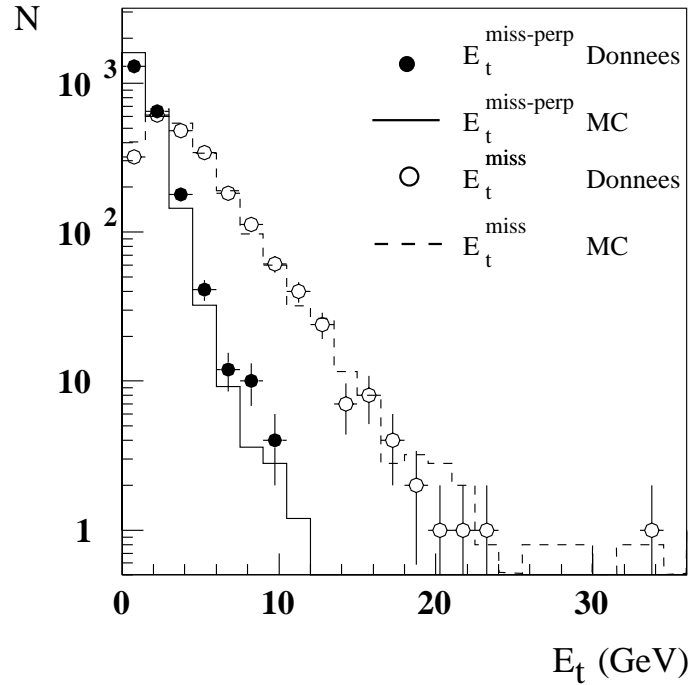 N
10³
10²
10
1
0 10 20 30
E_t (GeV)
E_t^miss-perp Donnees
E_t^miss-perp MC
E_t^miss Donnees
E_t^miss MC